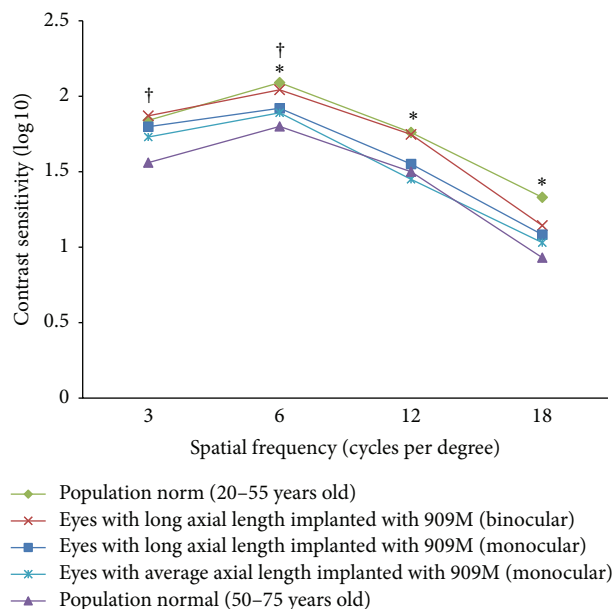 2.5
2
1.5
1
0.5
0
Contrast sensitivity (log10)
†
†
*
*
*
3 6 12 18
Spatial frequency (cycles per degree)
Population norm (20–55 years old)
Eyes with long axial length implanted with 909M (binocular)
Eyes with long axial length implanted with 909M (monocular)
Eyes with average axial length implanted with 909M (monocular)
Population normal (50–75 years old)